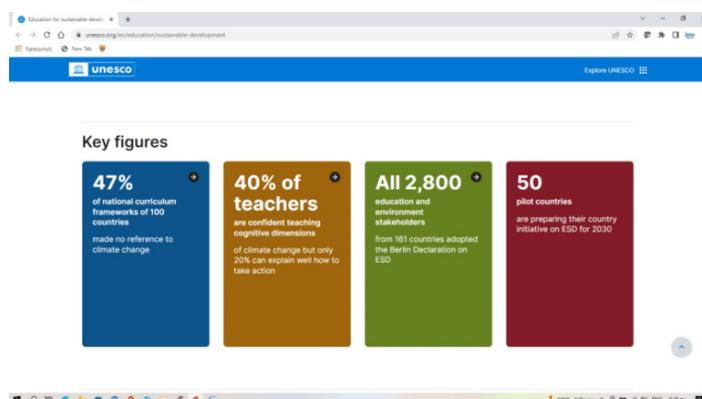 Education for sustainable develo
unesco.org/en/education/sustainable-development
New Tab
unesco
Explore UNESCO
Key figures
47%
of national curriculum
frameworks of 100
countries
made no reference to
climate change
40% of
teachers
are confident teaching
cognitive dimensions
of climate change but only
20% can explain well how to
take action
All 2,800
education and
environment
stakeholders
from 161 countries adopted
the Berlin Declaration on
ESD
50
pilot countries
are preparing their country
initiative on ESD for 2030